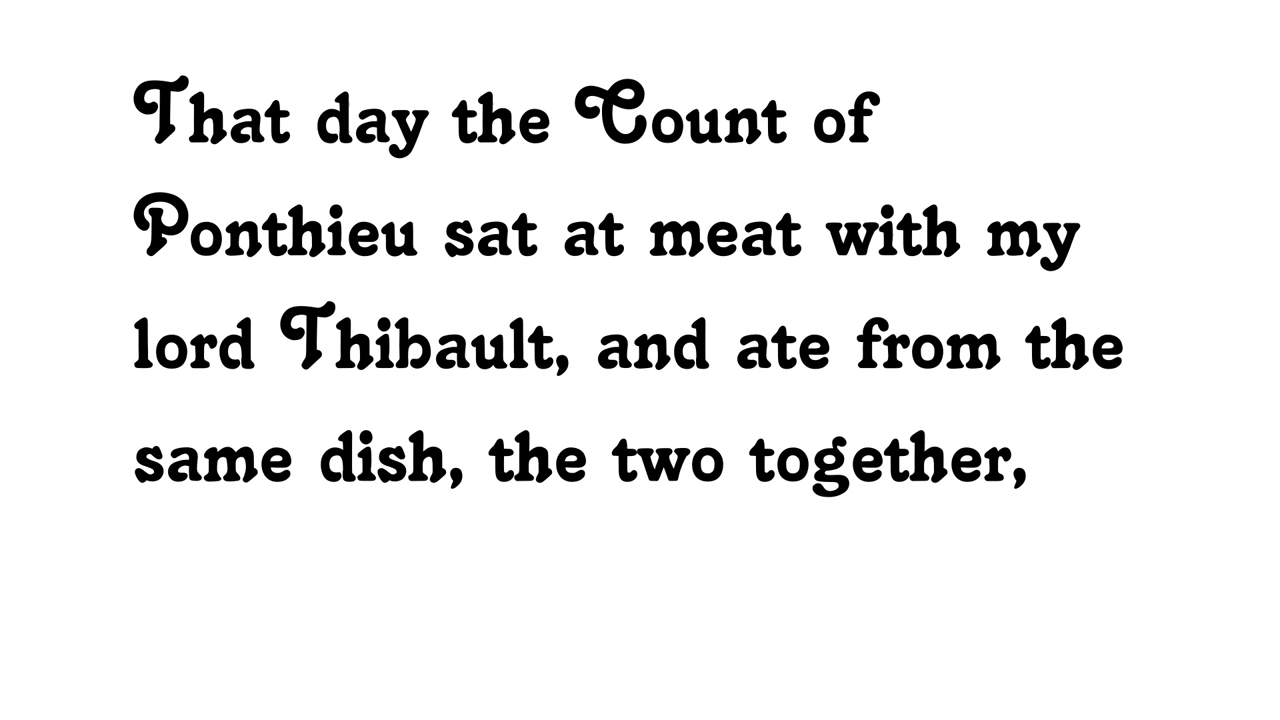 That day the Count of
Ponthieu sat at meat with my
lord Thibault, and ate from the
same dish, the two together,